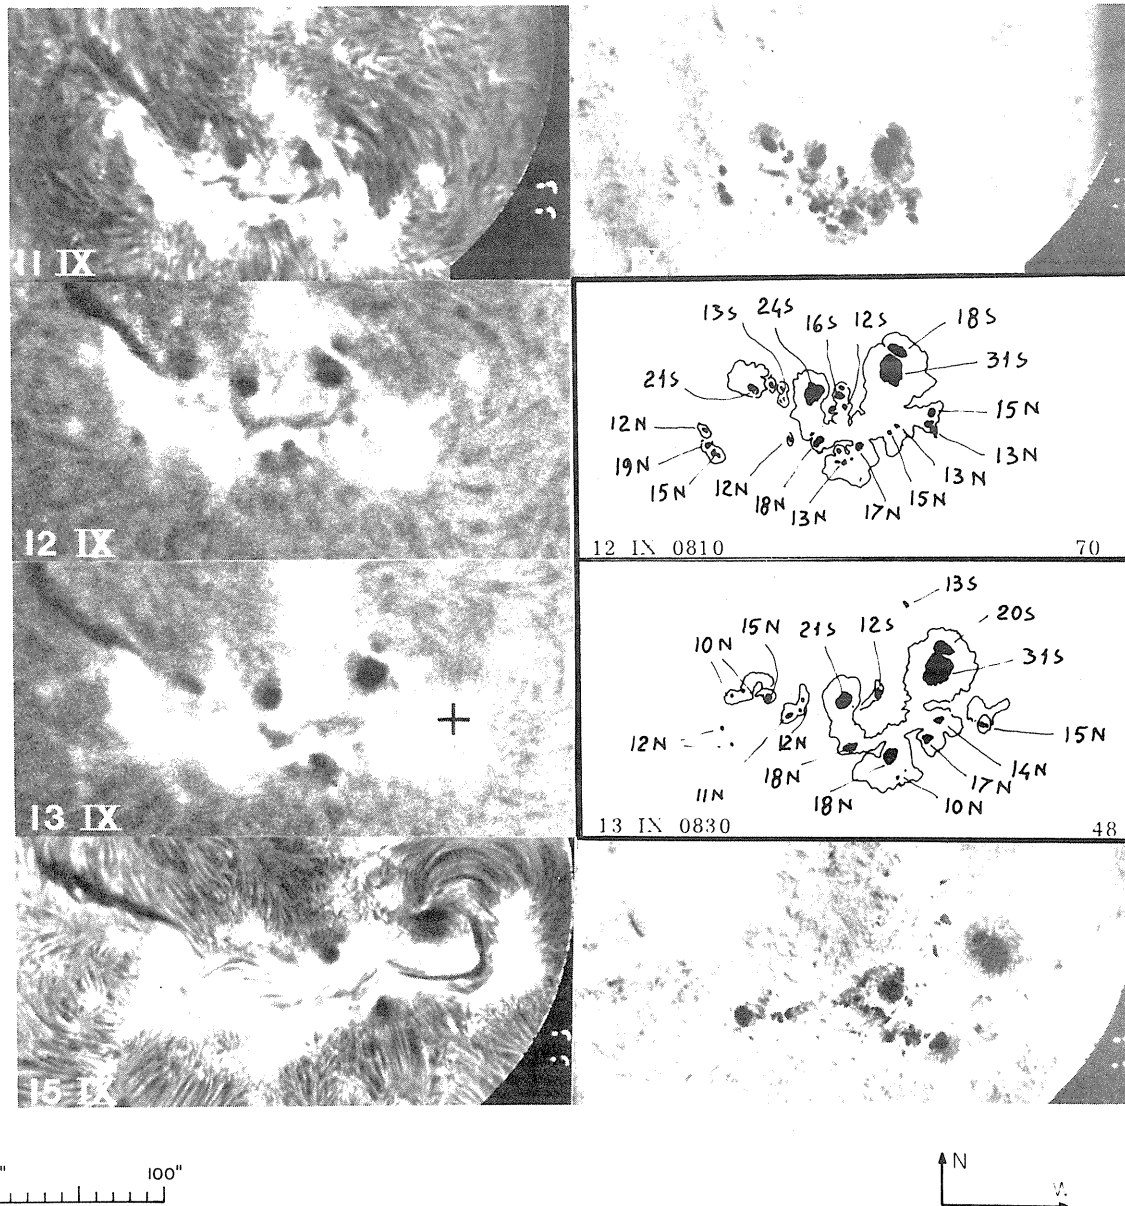 11 IX
13S 24S 16S 12S 18S
31S
21S
15N
12N
13N
19N
15N 12N 18N 13N 17N 15N 13N
12 IX 0810 70
12 IX
13S
10N 15N 21S 12S 20S
31S
12N 12N 15N
18N 14N
11N 18N 17N 10N
13 IX 0830 48
13 IX
15 IX
100"
N
W